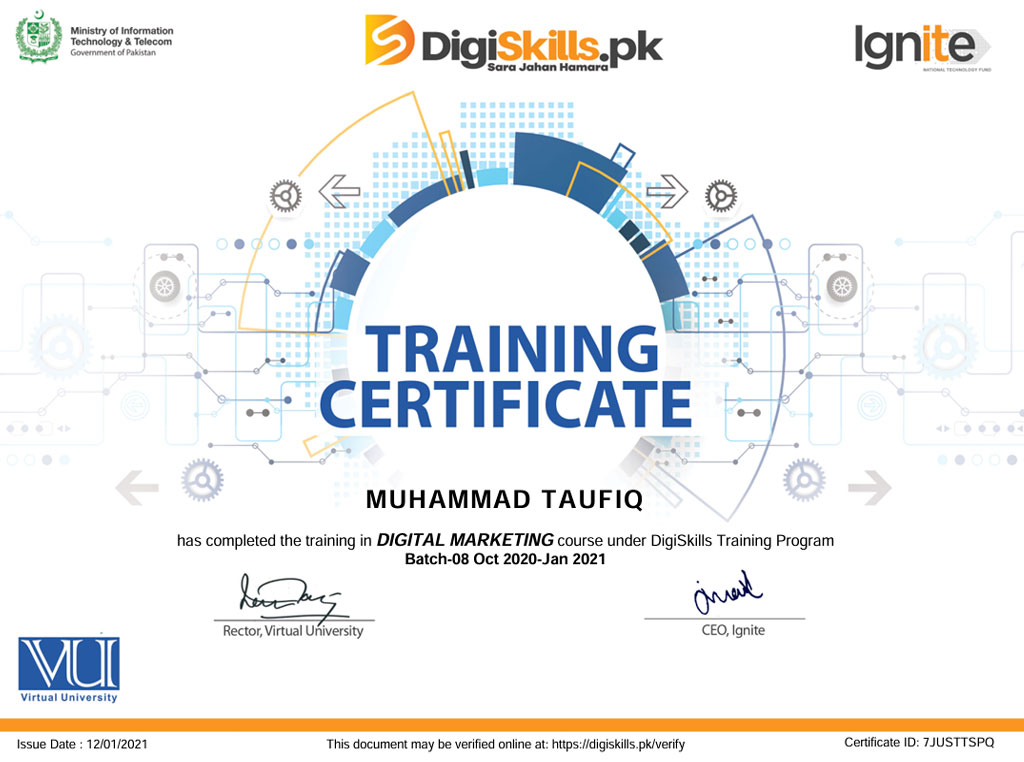 Ministry of Information
Technology & Telecom
Government of Pakistan
DigiSkills.pk
Sara Jahan Hamara
Ignite
NATIONAL TECHNOLOGY FUND
TRAINING
CERTIFICATE
MUHAMMAD TAUFIQ
has completed the training in DIGITAL MARKETING course under DigiSkills Training Program
Batch-08 Oct 2020-Jan 2021
Rector, Virtual University
CEO, Ignite
VU
Virtual University
Issue Date : 12/01/2021
This document may be verified online at: https://digiskills.pk/verify
Certificate ID: 7JUSTTSPQ